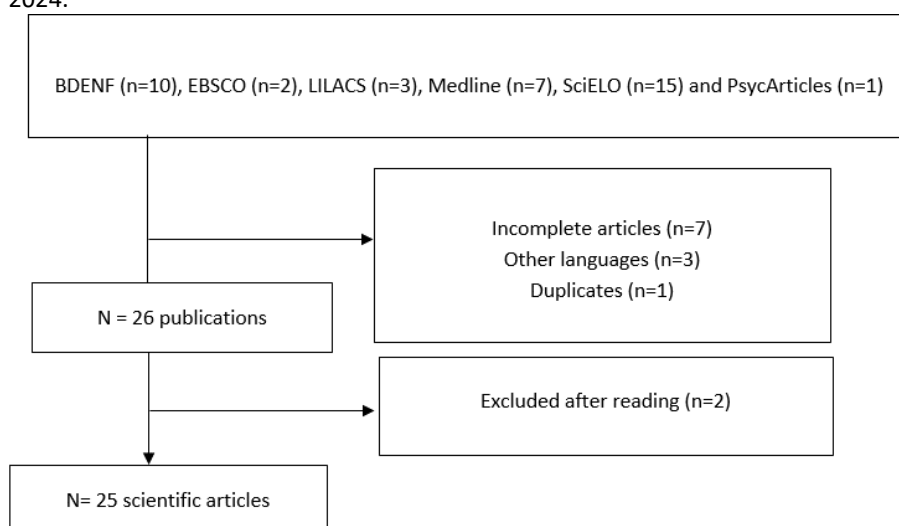 2024.
BDENF (n=10), EBSCO (n=2), LILACS (n=3), Medline (n=7), SciELO (n=15) and PsycArticles (n=1)
Incomplete articles (n=7)
Other languages (n=3)
Duplicates (n=1)
N = 26 publications
Excluded after reading (n=2)
N= 25 scientific articles